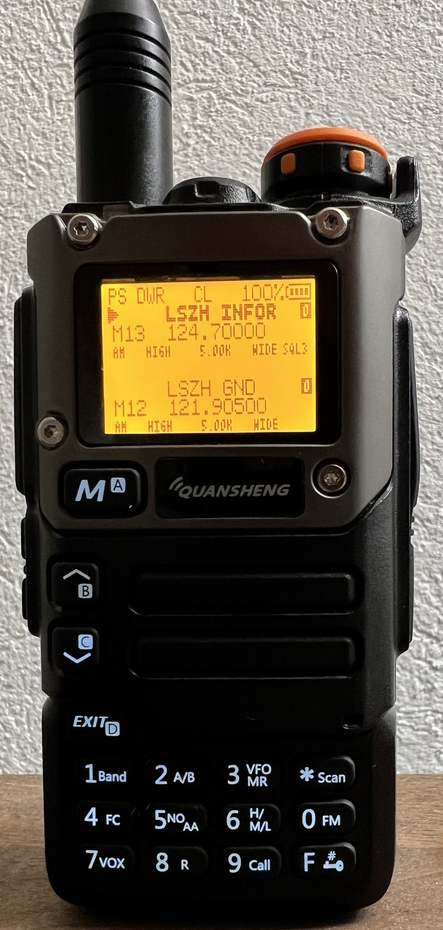 PS DWR CL 100%
LSZH INFOR 0
M13 124.70000
AM HIGH 5.00K WIDE SQL3
LSZH GND 0
M12 121.90500
AM HIGH 5.00K WIDE
M A
QUANSHENG
B
C
EXIT D
1 Band 2 A/B 3 VFO MR * Scan
4 FC 5 NOAA 6 H/M/L 0 FM
7 VOX 8 R 9 Call F #